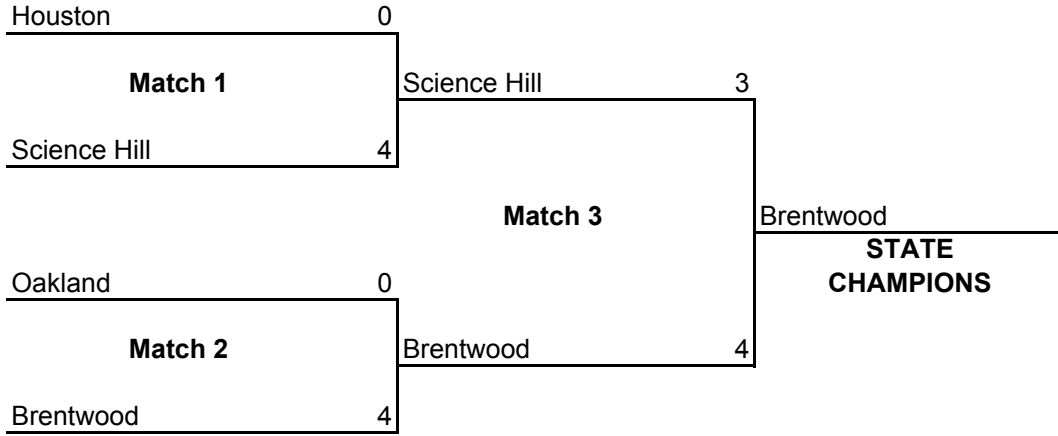 Houston 0
Match 1
Science Hill 3
Science Hill 4
Match 3
Brentwood
STATE
CHAMPIONS
Oakland 0
Match 2
Brentwood 4
Brentwood 4